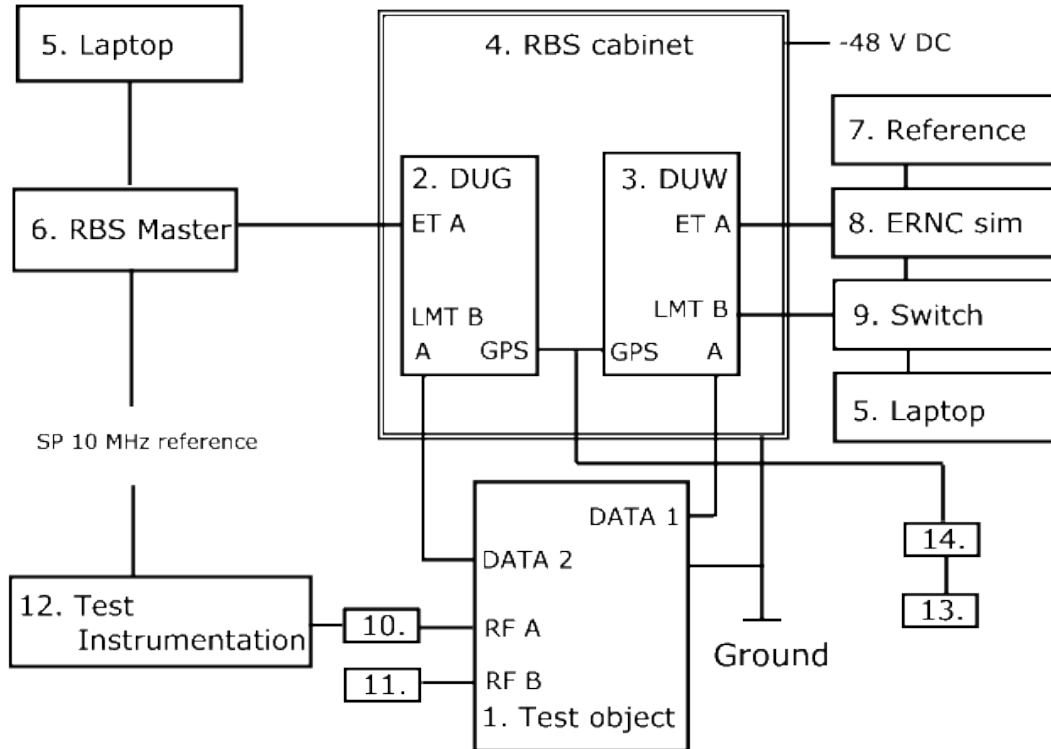 5. Laptop
4. RBS cabinet
-48 V DC
7. Reference
2. DUG
3. DUW
6. RBS Master
ET A
ET A
8. ERNC sim
LMT B
LMT B
9. Switch
A
GPS
GPS
A
5. Laptop
SP 10 MHz reference
DATA 1
14.
DATA 2
12. Test
Instrumentation
10.
RF A
13.
Ground
11.
RF B
1. Test object